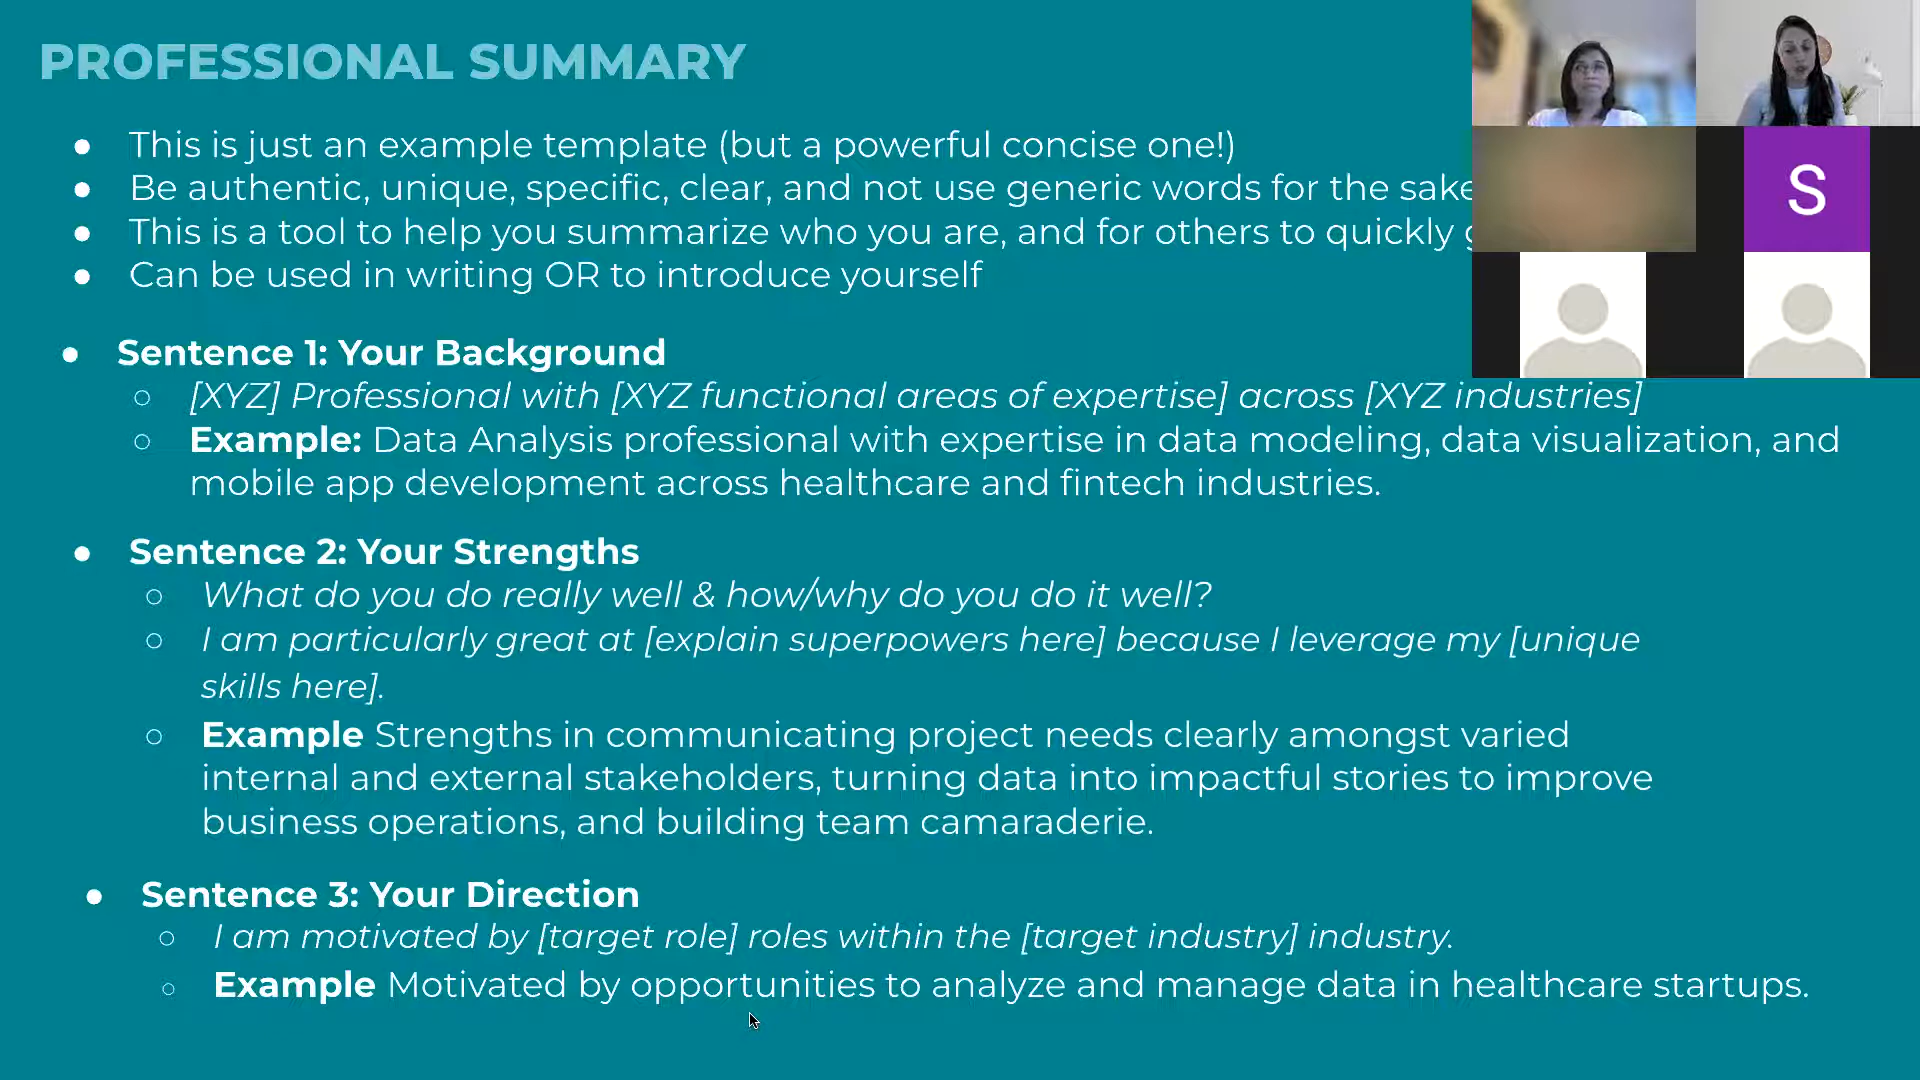 PROFESSIONAL SUMMARY
● This is just an example template (but a powerful concise one!)
● Be authentic, unique, specific, clear, and not use generic words for the sake
● This is a tool to help you summarize who you are, and for others to quickly
● Can be used in writing OR to introduce yourself
S
● Sentence 1: Your Background
○ [XYZ] Professional with [XYZ functional areas of expertise] across [XYZ industries]
○ Example: Data Analysis professional with expertise in data modeling, data visualization, and
mobile app development across healthcare and fintech industries.
● Sentence 2: Your Strengths
○ What do you do really well & how/why do you do it well?
○ I am particularly great at [explain superpowers here] because I leverage my [unique
skills here].
○ Example Strengths in communicating project needs clearly amongst varied
internal and external stakeholders, turning data into impactful stories to improve
business operations, and building team camaraderie.
● Sentence 3: Your Direction
○ I am motivated by [target role] roles within the [target industry] industry.
○ Example Motivated by opportunities to analyze and manage data in healthcare startups.